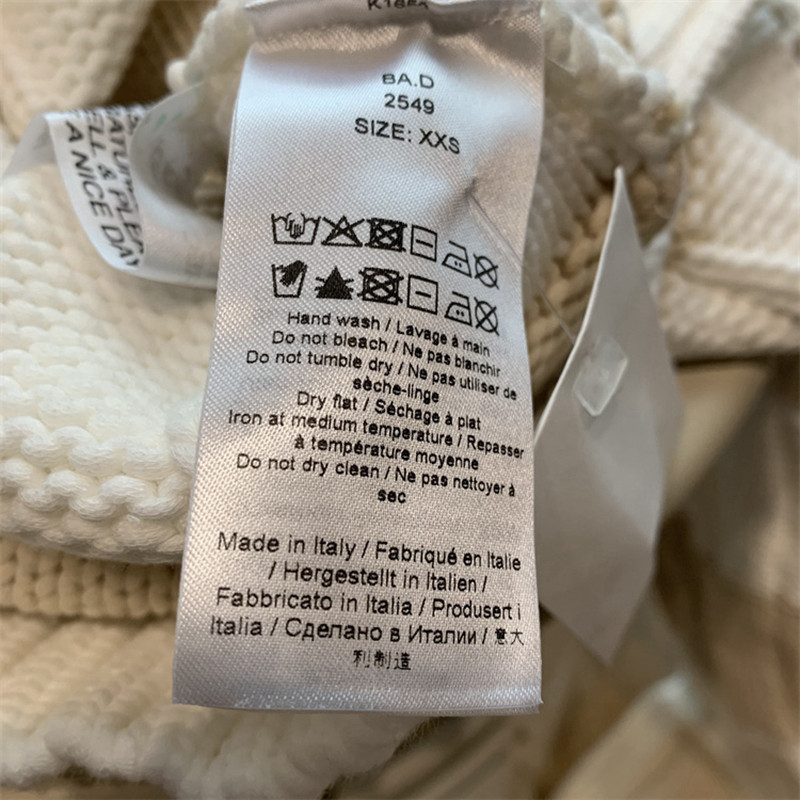 BA.D
2549
SIZE: XXS
Hand wash / Lavage à main
Do not bleach / Ne pas blanchir
Do not tumble dry / Ne pas utiliser de
sèche-linge
Dry flat / Séchage à plat
Iron at medium temperature / Repasser
à température moyenne
Do not dry clean / Ne pas nettoyer à
sec
Made in Italy / Fabriqué en Italie
/ Hergestellt in Italien /
Fabbricato in Italia / Produsert i
Italia / Сделано в Италии / 意大
利制造
A NICE DAY